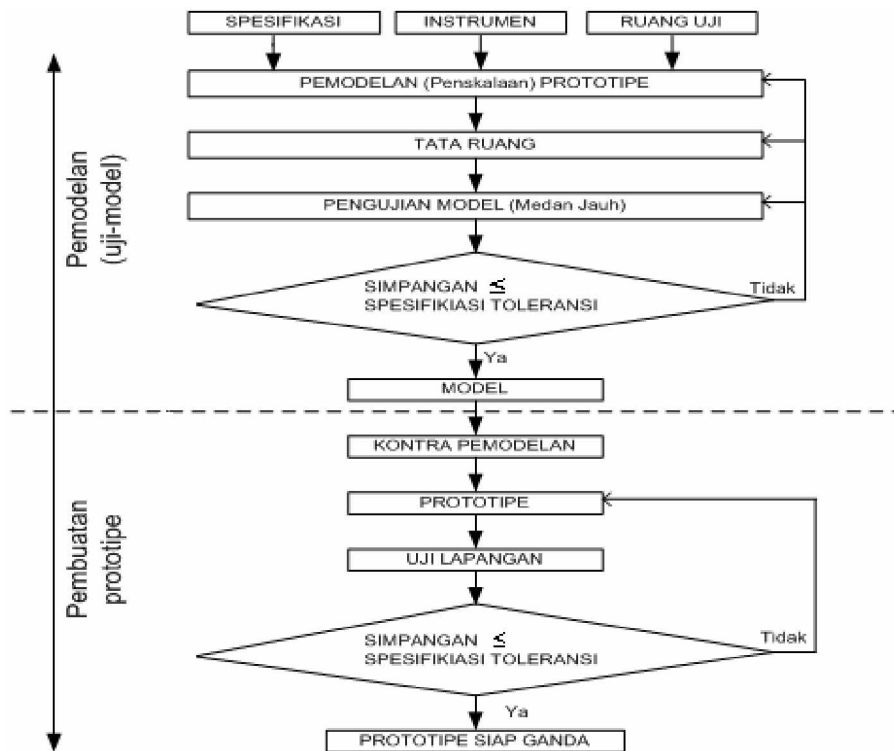 SPESIFIKASI
INSTRUMEN
RUANG UJI
PEMODELAN (Penskalaan) PROTOTIPE
TATA RUANG
PENGUJIAN MODEL (Medan Jauh)
SIMPANGAN ≤
SPESIFIKIASI TOLERANSI
Tidak
Ya
MODEL
Pemodelan
(uji-model)
KONTRA PEMODELAN
PROTOTIPE
UJI LAPANGAN
SIMPANGAN ≤
SPESIFIKIASI TOLERANSI
Tidak
Ya
PROTOTIPE SIAP GANDA
Pembuatan
prototipe